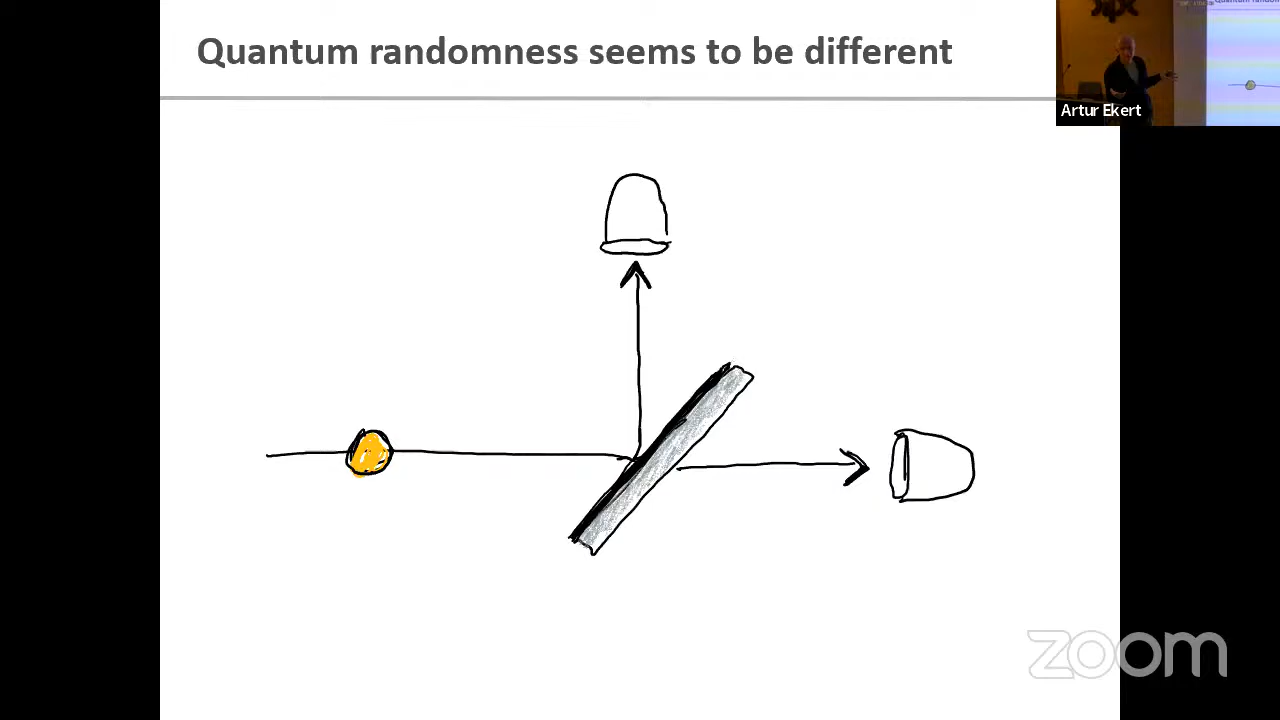 Quantum randomness seems to be different
Artur Ekert
zoom